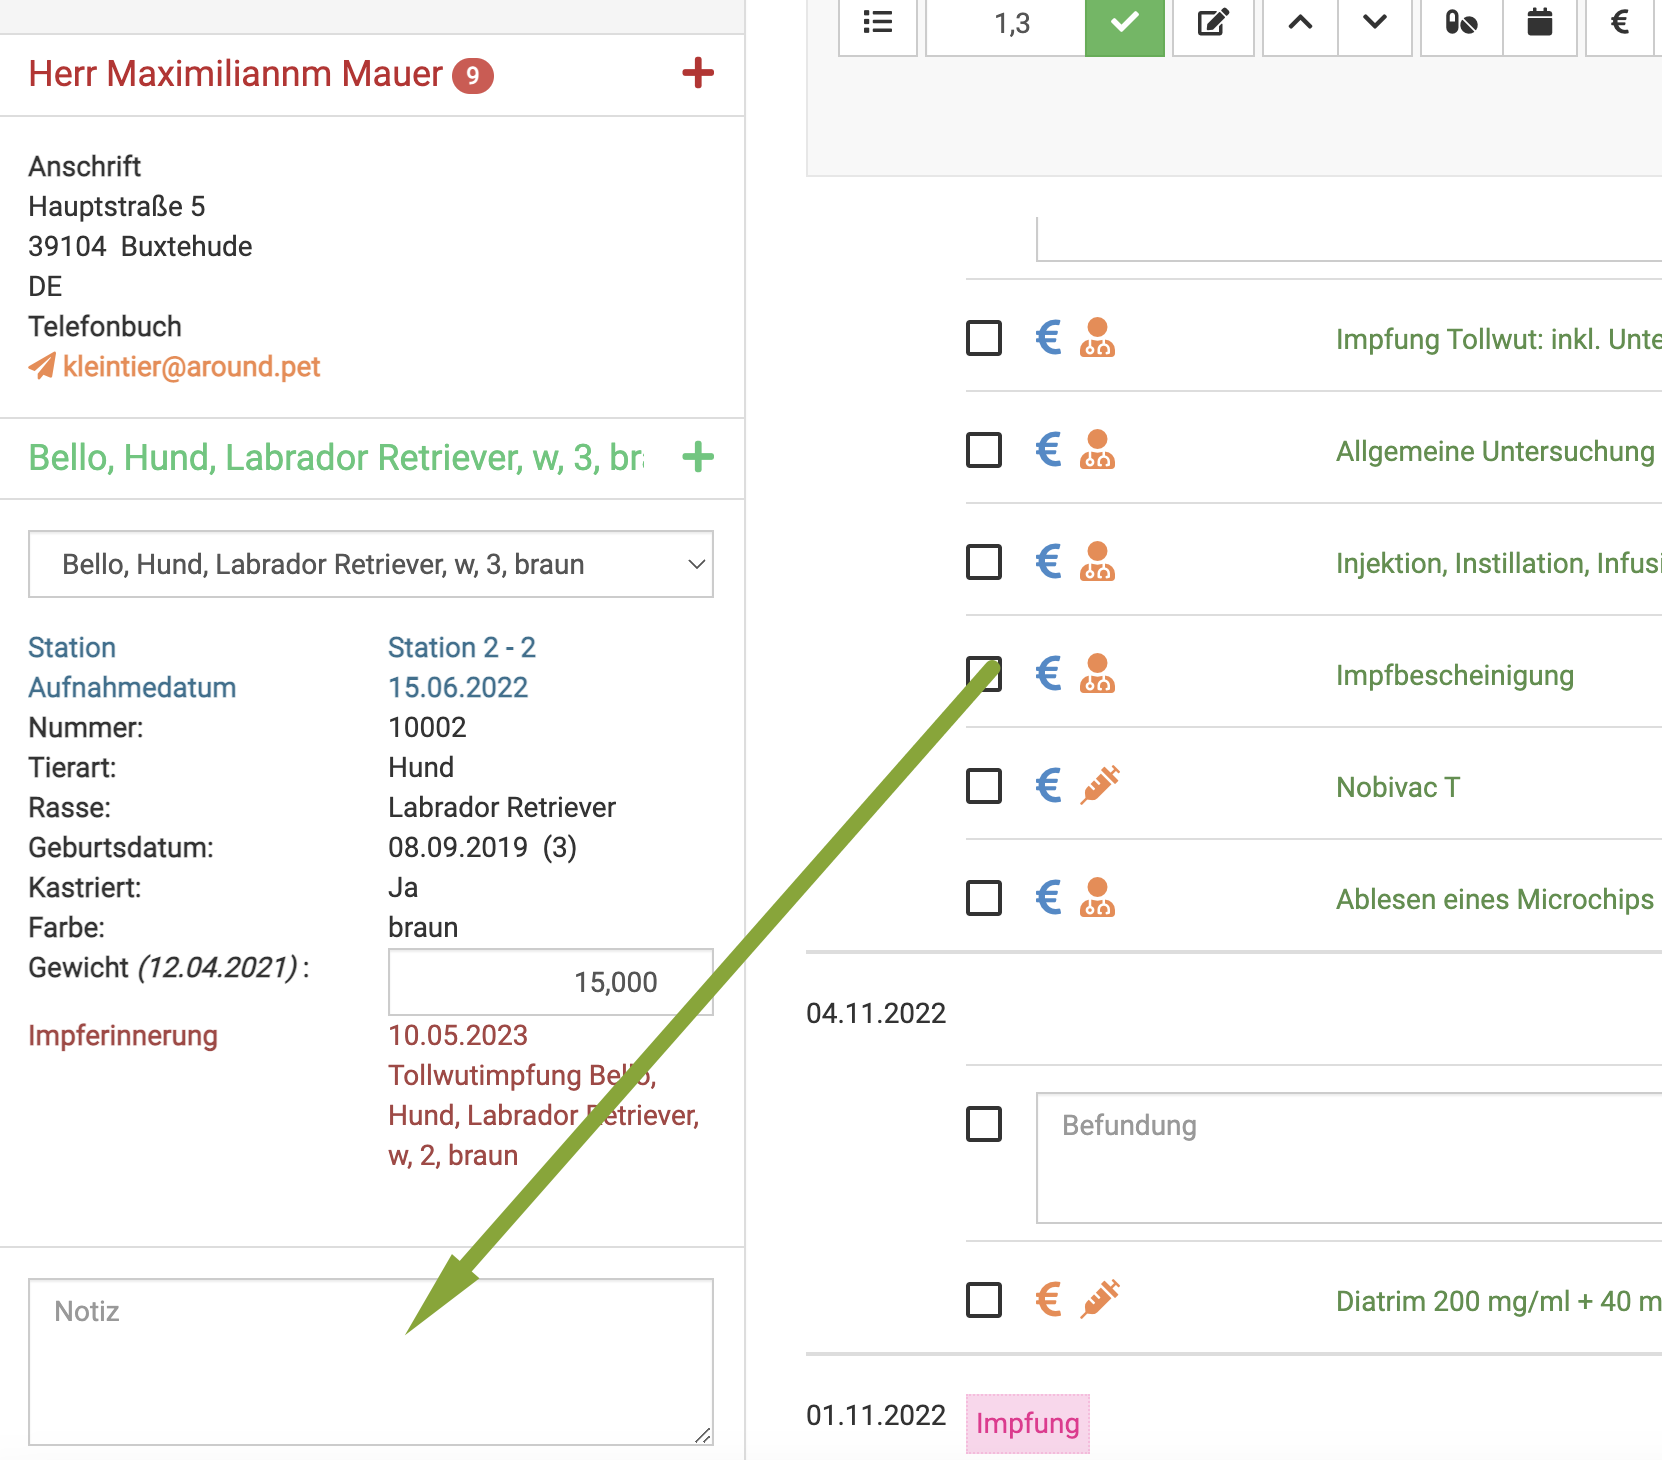 Herr Maximiliannm Mauer 9
Anschrift
Hauptstraße 5
39104 Buxtehude
DE
Telefonbuch
kleintier@around.pet
Bello, Hund, Labrador Retriever, w, 3, br
Bello, Hund, Labrador Retriever, w, 3, braun
Station Station 2 - 2
Aufnahmedatum 15.06.2022
Nummer: 10002
Tierart: Hund
Rasse: Labrador Retriever
Geburtsdatum: 08.09.2019 (3)
Kastriert: Ja
Farbe: braun
Gewicht (12.04.2021) : 15,000
Impferinnerung 10.05.2023
Tollwutimpfung Bello,
Hund, Labrador Retriever,
w, 2, braun
Notiz
1,3 €
€ Impfung Tollwut: inkl. Unte
€ Allgemeine Untersuchung
€ Injektion, Instillation, Infusi
€ Impfbescheinigung
€ Nobivac T
€ Ablesen eines Microchips
04.11.2022
Befundung
€ Diatrim 200 mg/ml + 40 m
01.11.2022 Impfung